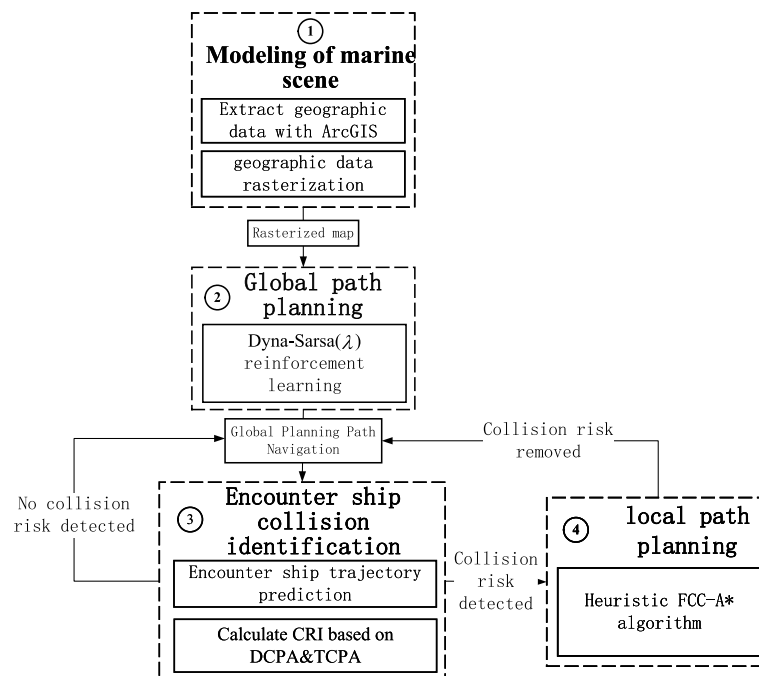 1
Modeling of marine
scene
Extract geographic
data with ArcGIS
geographic data
rasterization
Rasterized map
2
Global path
planning
Dyna-Sarsa(λ)
reinforcement
learning
Global Planning Path
Navigation
Collision risk
removed
No collision
risk detected
3
Encounter ship
collision
identification
Encounter ship trajectory
prediction
Calculate CRI based on
DCPA&TCPA
Collision
risk
detected
4
local path
planning
Heuristic FCC-A*
algorithm